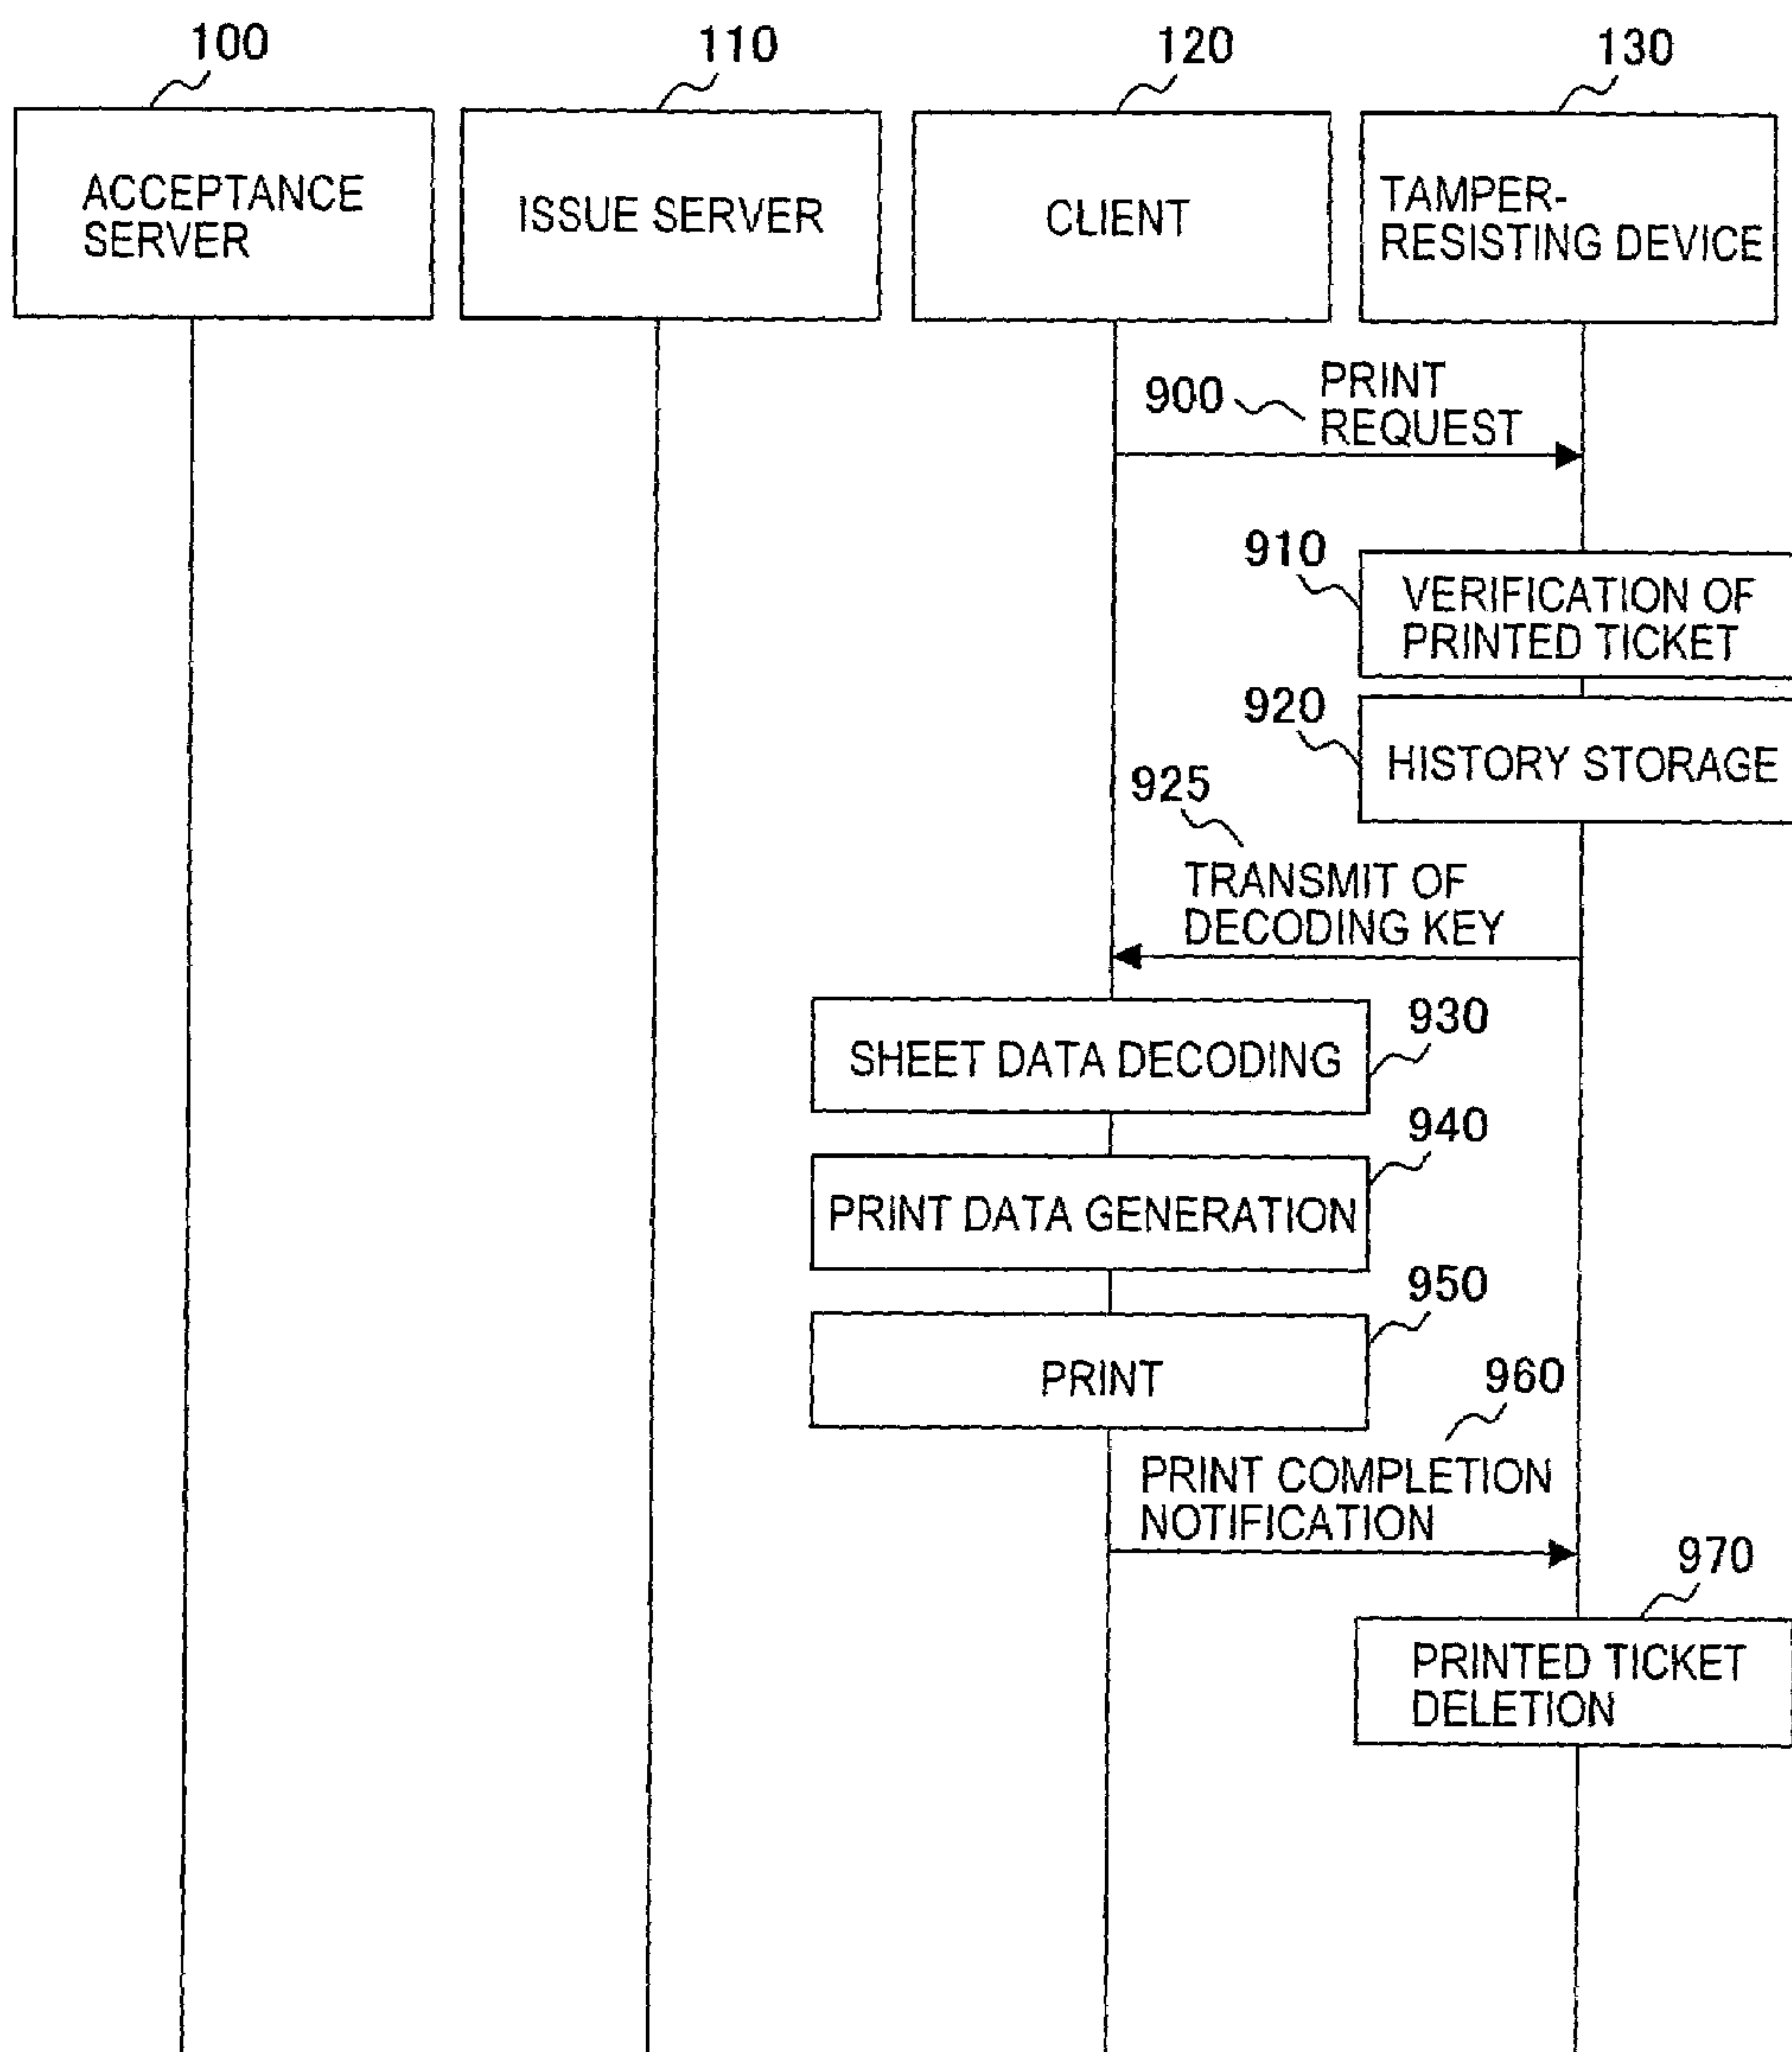 100
110
120
130
ACCEPTANCE
SERVER
ISSUE SERVER
CLIENT
TAMPER-
RESISTING DEVICE
900
PRINT
REQUEST
910
VERIFICATION OF
PRINTED TICKET
920
HISTORY STORAGE
925
TRANSMIT OF
DECODING KEY
930
SHEET DATA DECODING
940
PRINT DATA GENERATION
950
PRINT
960
PRINT COMPLETION
NOTIFICATION
970
PRINTED TICKET
DELETION